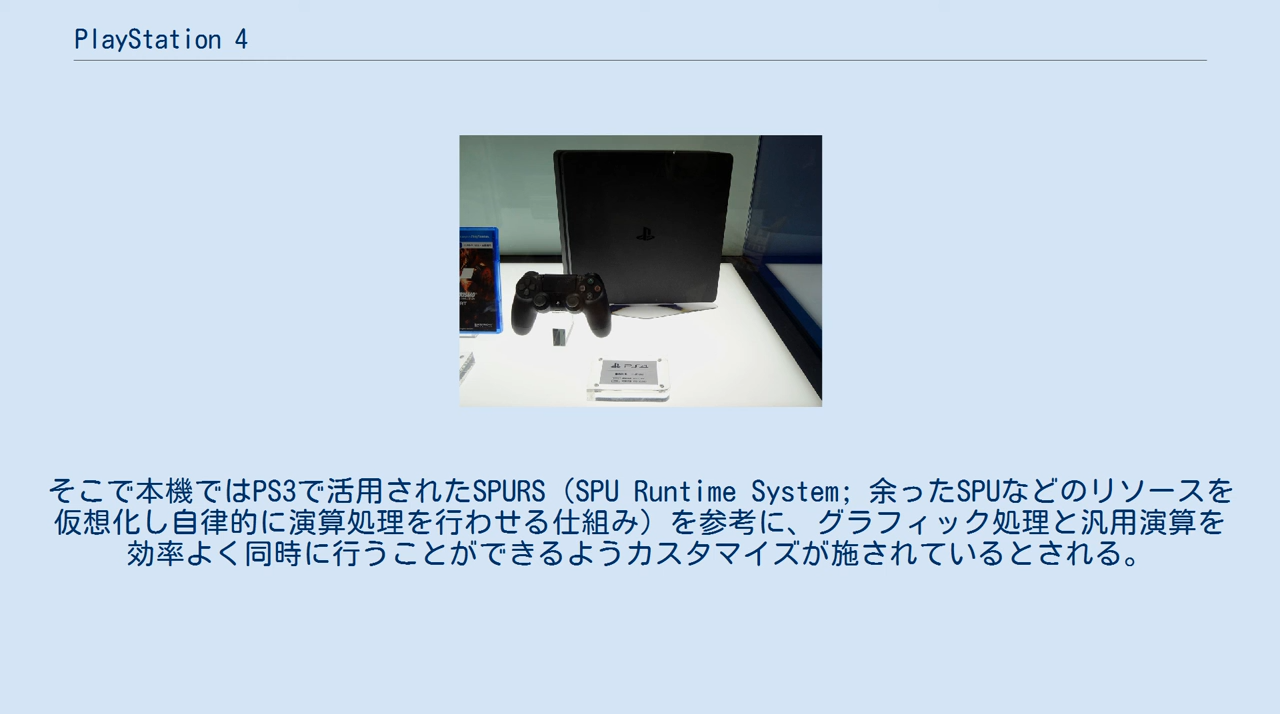 PlayStation 4
PS4
そこで本機ではPS3で活用されたSPURS（SPU Runtime System; 余ったSPUなどのリソースを
仮想化し自律的に演算処理を行わせる仕組み）を参考に、グラフィック処理と汎用演算を
効率よく同時に行うことができるようカスタマイズが施されているとされる。